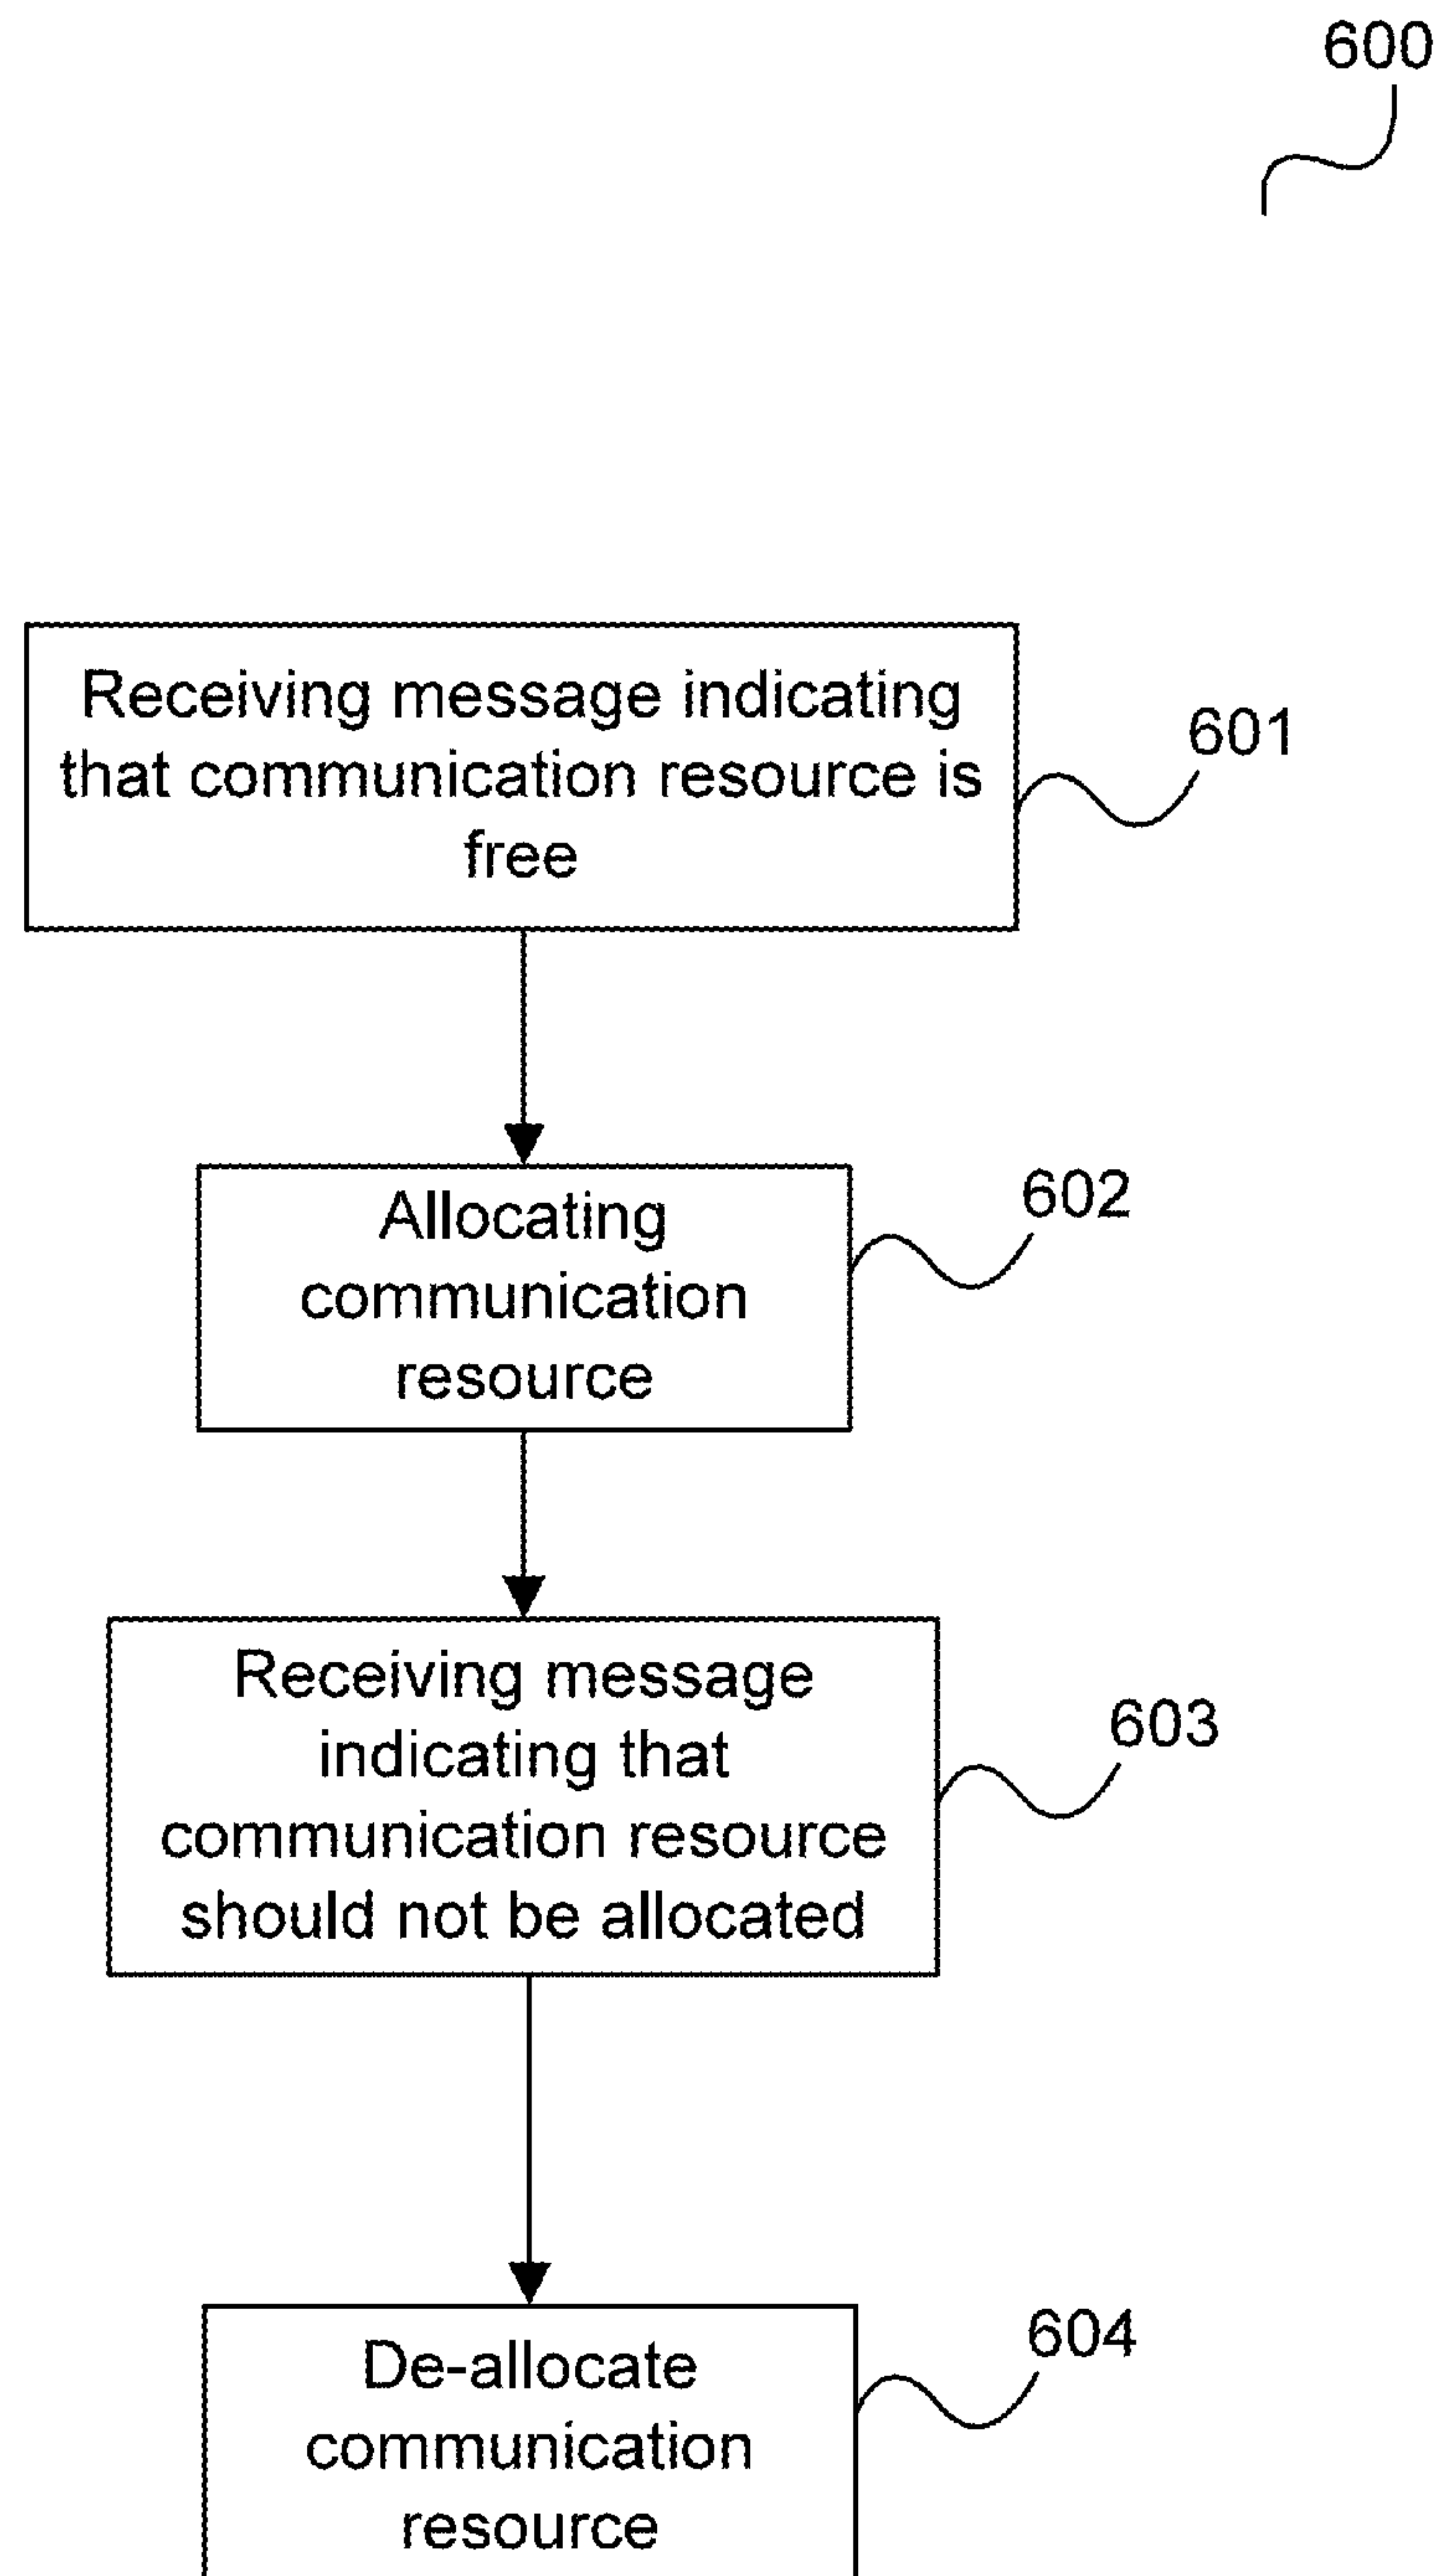 600
Receiving message indicating
that communication resource is
free
601
Allocating
communication
resource
602
Receiving message
indicating that
communication resource
should not be allocated
603
De-allocate
communication
resource
604